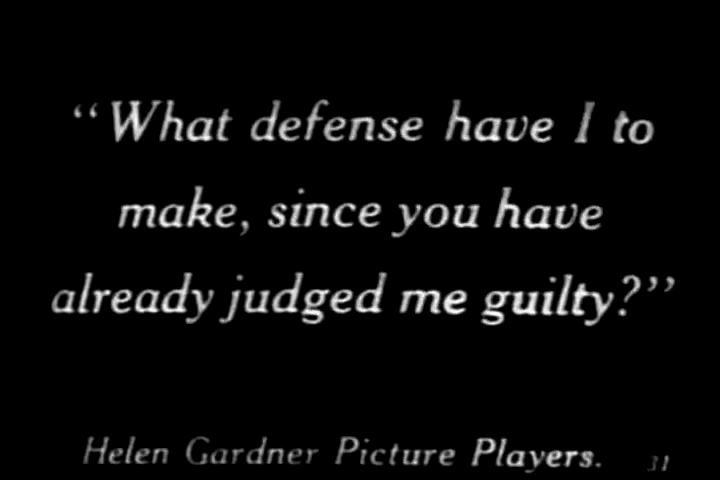 “What defense have I to
make, since you have
already judged me guilty?”
Helen Gardner Picture Players. 31